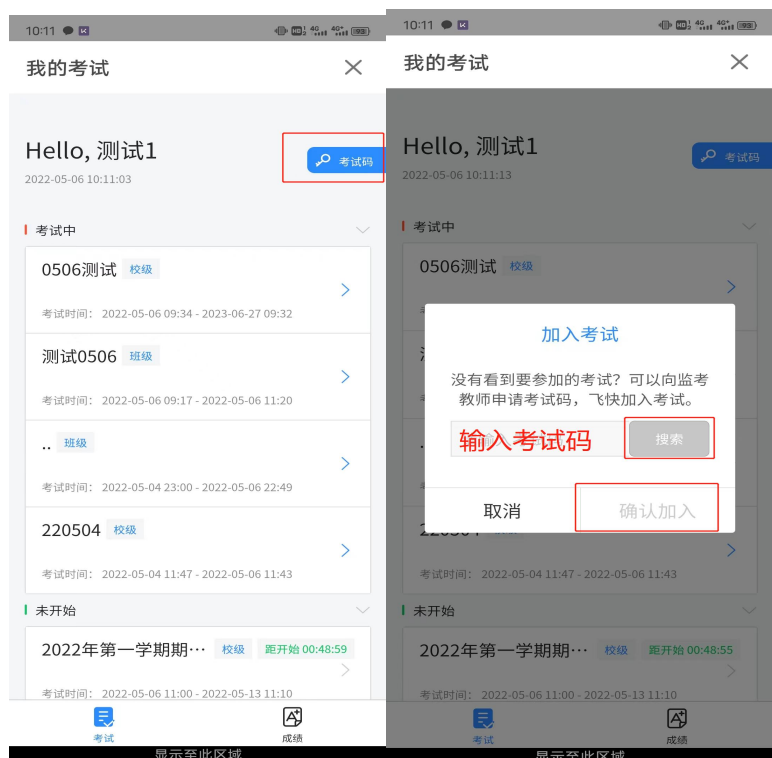 10:11
HD 4G 4G+ 93
我的考试
Hello, 测试1
考试码
2022-05-06 10:11:03
考试中
0506测试 校级
考试时间: 2022-05-06 09:34 - 2023-06-27 09:32
测试0506 班级
考试时间: 2022-05-06 09:17 - 2022-05-06 11:20
.. 班级
考试时间: 2022-05-04 23:00 - 2022-05-06 22:49
220504 校级
考试时间: 2022-05-04 11:47 - 2022-05-06 11:43
未开始
2022年第一学期期… 校级 距开始 00:48:59
考试时间: 2022-05-06 11:00 - 2022-05-13 11:10
考试
成绩
显示至此区域
10:11
HD 4G 4G+ 93
我的考试
Hello, 测试1
考试码
2022-05-06 10:11:13
考试中
0506测试 校级
加入考试
没有看到要参加的考试？可以向监考
教师申请考试码，飞快加入考试。
输入考试码
搜索
取消
确认加入
考试时间: 2022-05-04 11:47 - 2022-05-06 11:43
未开始
2022年第一学期期… 校级 距开始 00:48:55
考试时间: 2022-05-06 11:00 - 2022-05-13 11:10
考试
成绩
显示至此区域